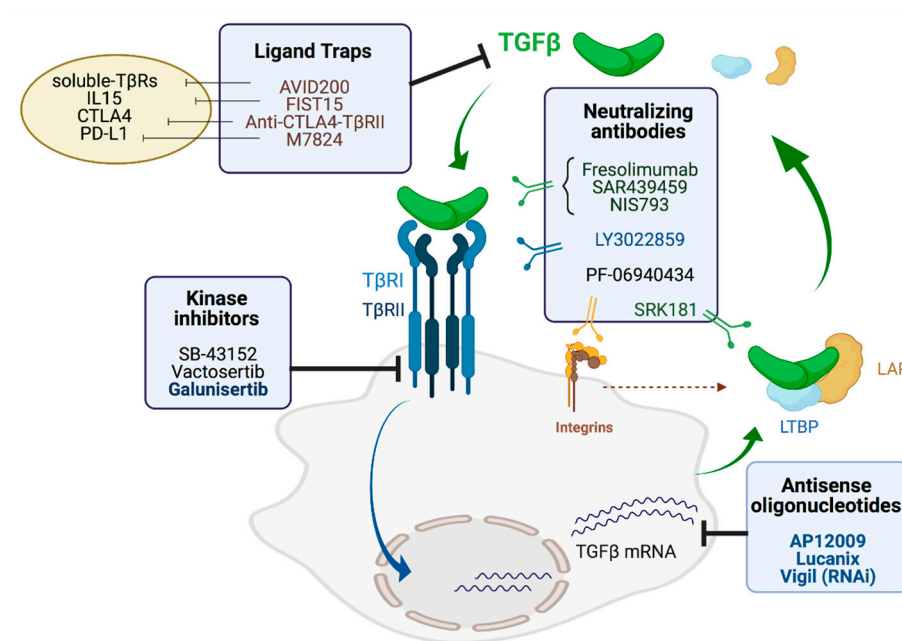 Ligand Traps
AVID200
FIST15
Anti-CTLA4-TβRII
M7824
soluble-TβRs
IL15
CTLA4
PD-L1
TGFβ
Neutralizing
antibodies
Fresolimumab
SAR439459
NIS793
LY3022859
PF-06940434
SRK181
TβRI
TβRII
Kinase
inhibitors
SB-43152
Vactosertib
Galunisertib
Integrins
LAP
LTBP
TGFβ mRNA
Antisense
oligonucleotides
AP12009
Lucanix
Vigil (RNAi)